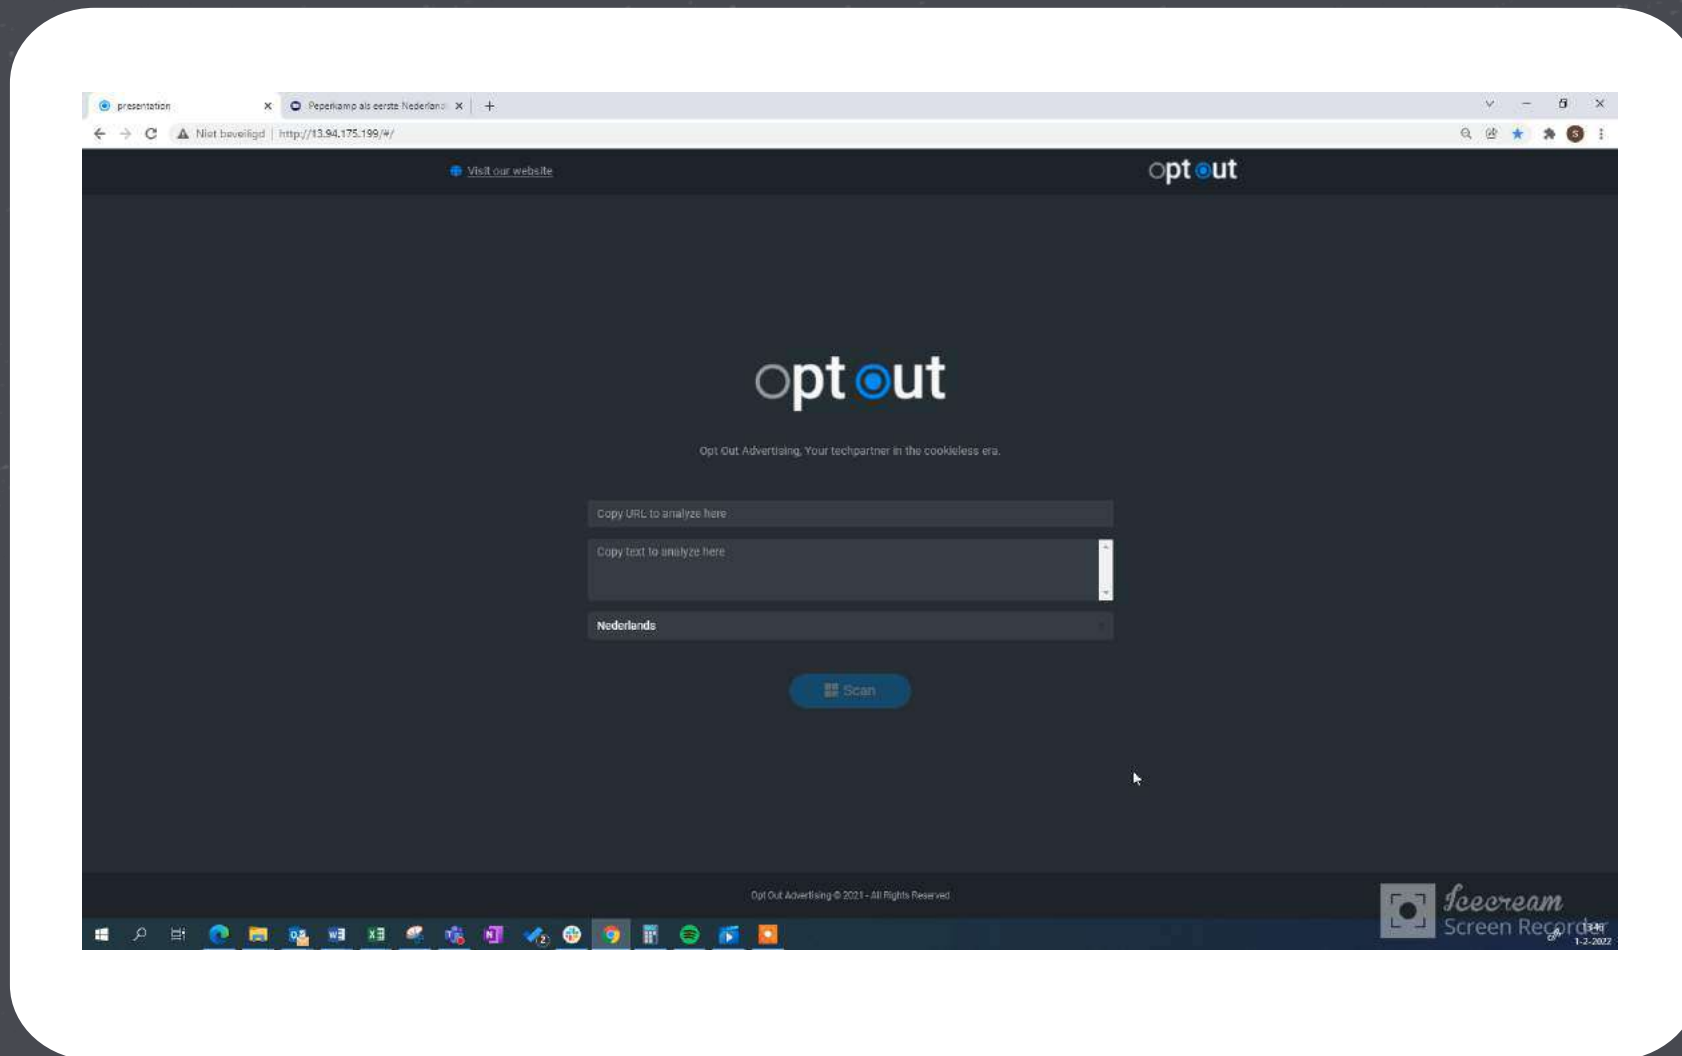 presentation
Peperkamp als eerste Nederlan
Niet beveiligd | http://13.94.175.199/#/
S
Visit our website
opt out
opt out
Opt Out Advertising, Your techpartner in the cookieless era.
Copy URL to analyze here
Copy text to analyze here
Nederlands
Scan
Opt Out Advertising © 2021 - All Rights Reserved
Icecream
Screen Recorder
1-2-2022